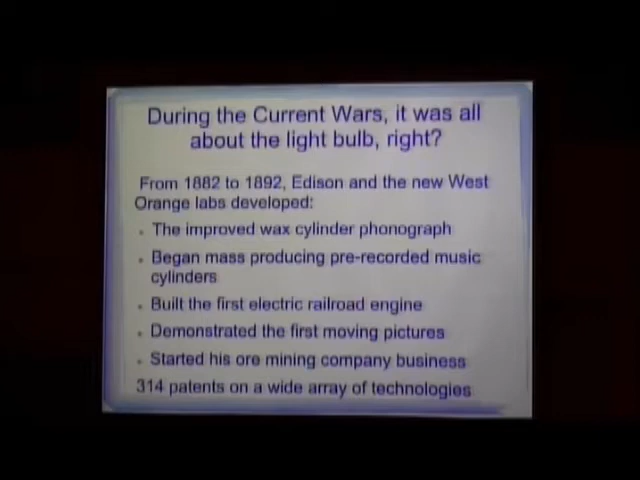 During the Current Wars, it was all
about the light bulb, right?
From 1882 to 1892, Edison and the new West
Orange labs developed:
The improved wax cylinder phonograph
Began mass producing pre-recorded music
cylinders
Built the first electric railroad engine
Demonstrated the first moving pictures
Started his ore mining company business
314 patents on a wide array of technologies